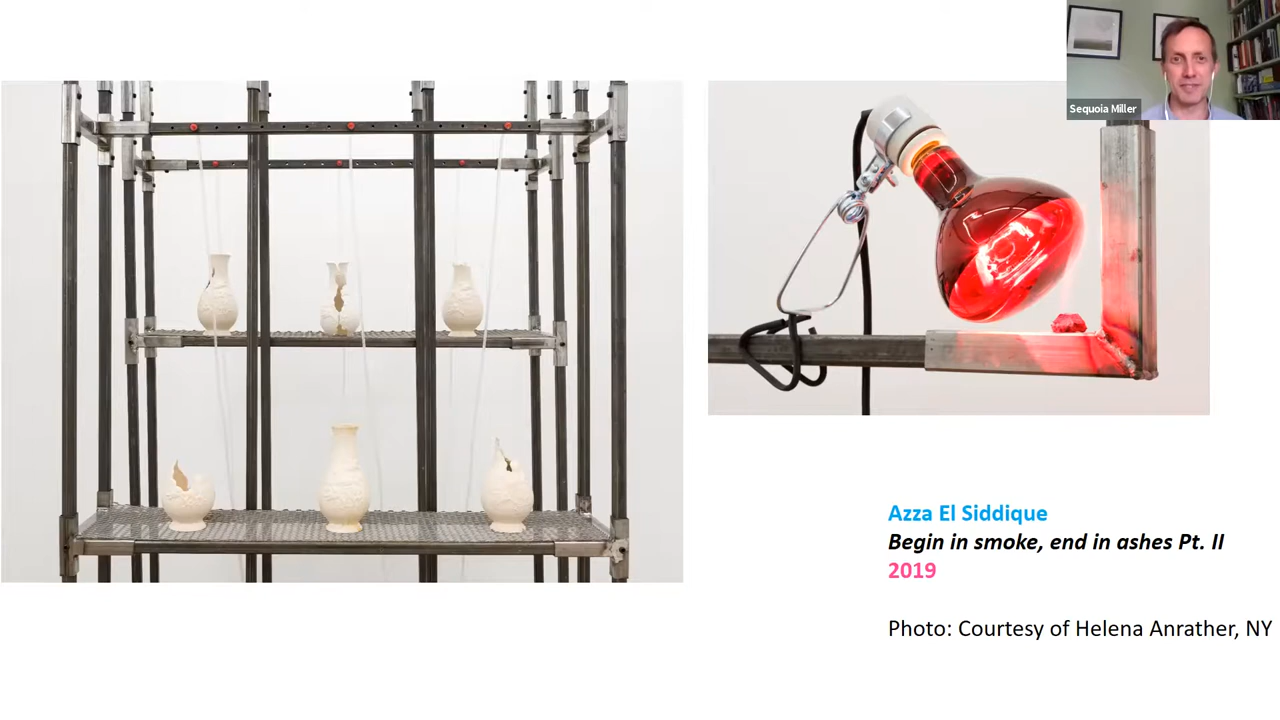 Sequoia Miller
Azza El Siddique
Begin in smoke, end in ashes Pt. II
2019
Photo: Courtesy of Helena Anrather, NY